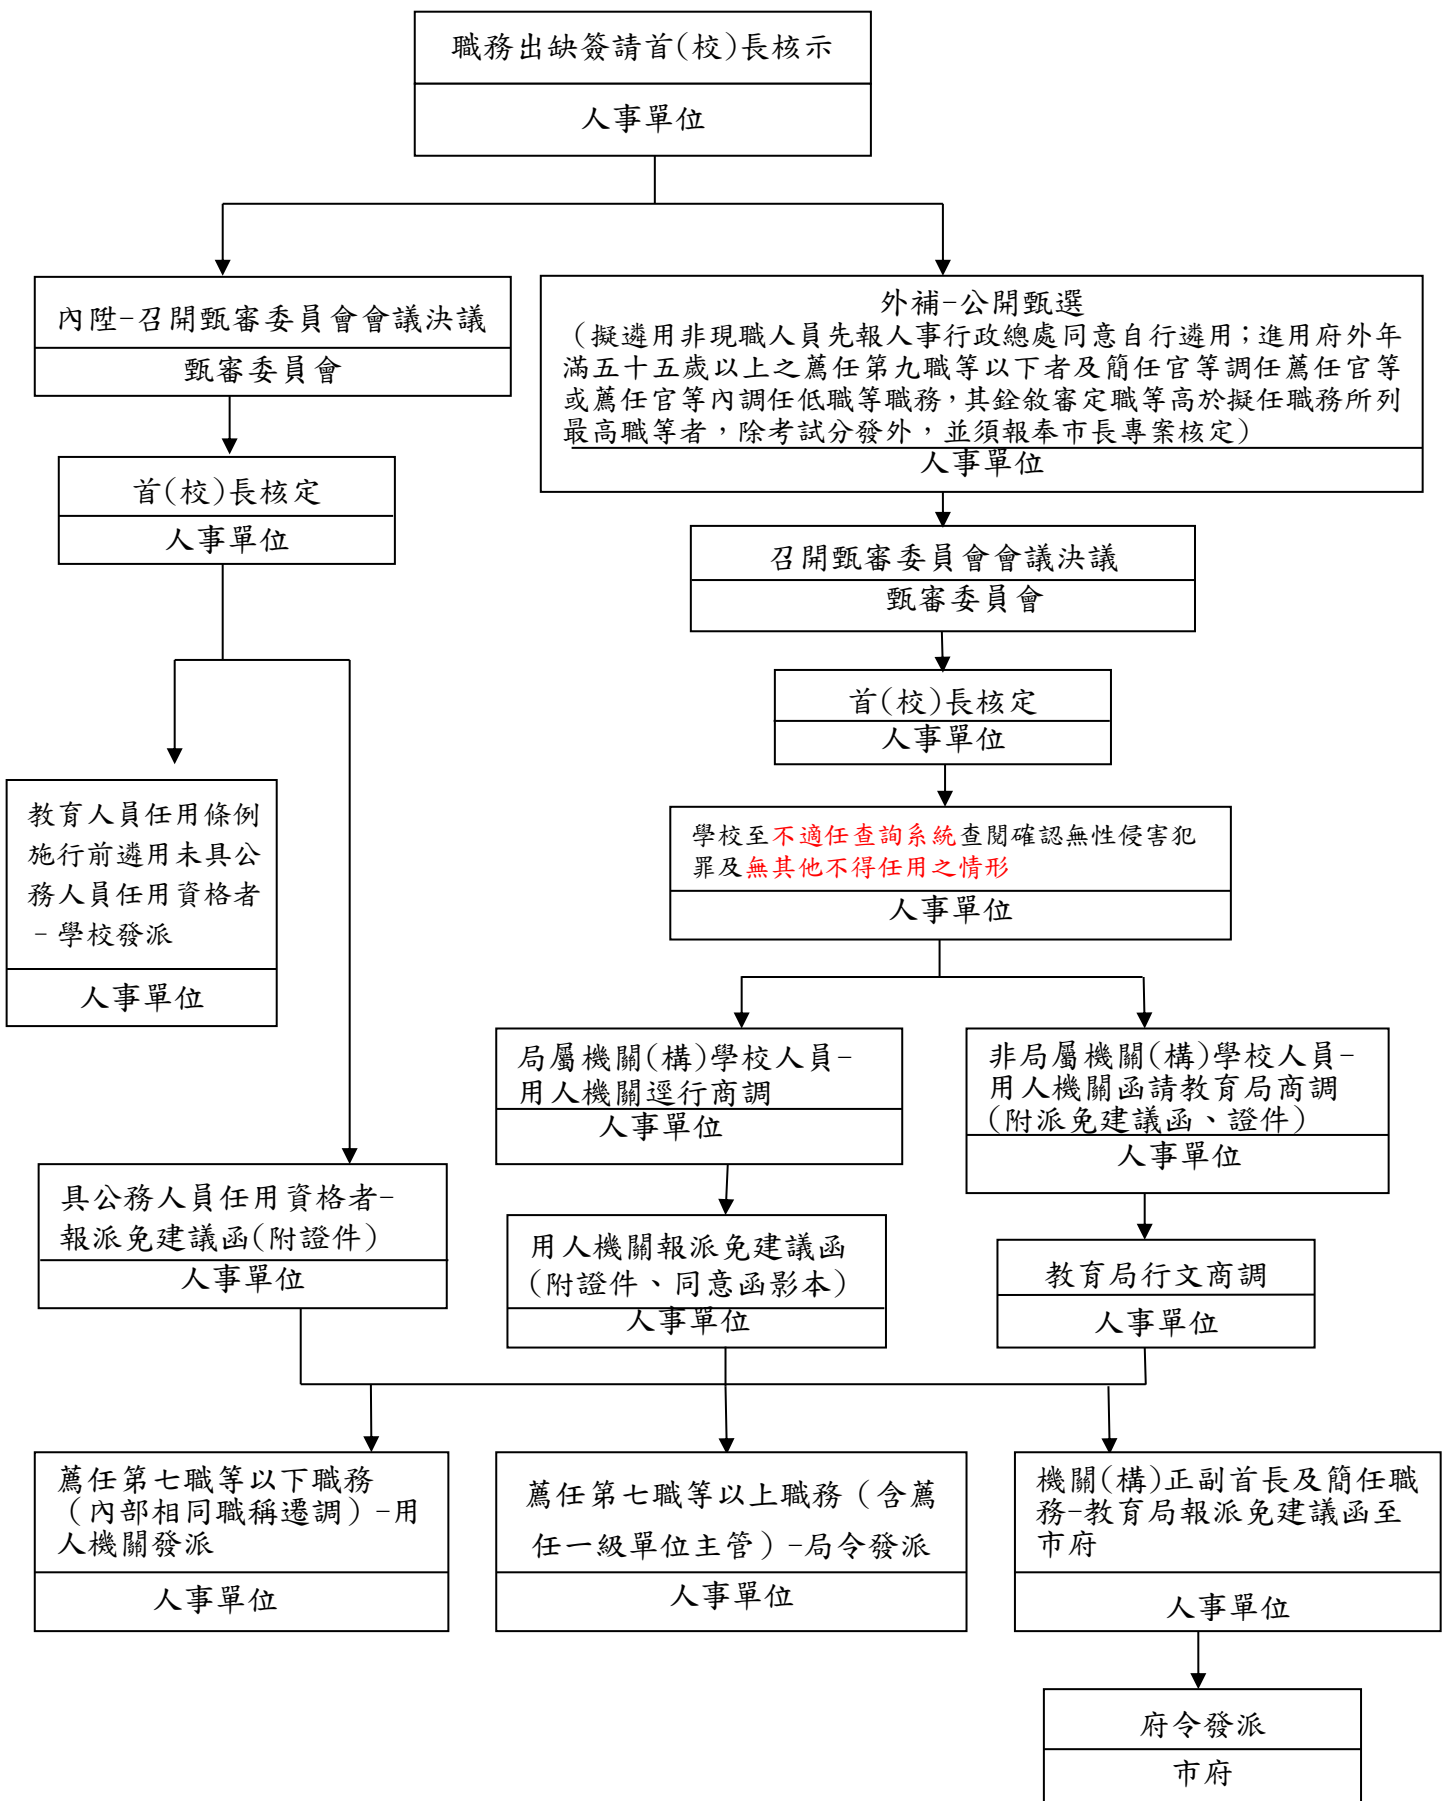 職務出缺簽請首(校)長核示
人事單位
內陞-召開甄審委員會會議決議
甄審委員會
首(校)長核定
人事單位
外補-公開甄選
（擬遴用非現職人員先報人事行政總處同意自行遴用；進用府外年
滿五十五歲以上之薦任第九職等以下者及簡任官等調任薦任官等
或薦任官等內調任低職等職務，其銓敘審定職等高於擬任職務所列
最高職等者，除考試分發外，並須報奉市長專案核定）
人事單位
召開甄審委員會會議決議
甄審委員會
首(校)長核定
人事單位
學校至不適任查詢系統查閱確認無性侵害犯
罪及無其他不得任用之情形
人事單位
教育人員任用條例
施行前遴用未具公
務人員任用資格者
-學校發派
人事單位
局屬機關(構)學校人員-
用人機關逕行商調
人事單位
非局屬機關(構)學校人員-
用人機關函請教育局商調
(附派免建議函、證件)
人事單位
具公務人員任用資格者-
報派免建議函(附證件)
人事單位
用人機關報派免建議函
(附證件、同意函影本)
人事單位
教育局行文商調
人事單位
薦任第七職等以下職務
（內部相同職稱遷調）-用
人機關發派
人事單位
薦任第七職等以上職務（含薦
任一級單位主管）-局令發派
人事單位
機關(構)正副首長及簡任職
務-教育局報派免建議函至
市府
人事單位
府令發派
市府